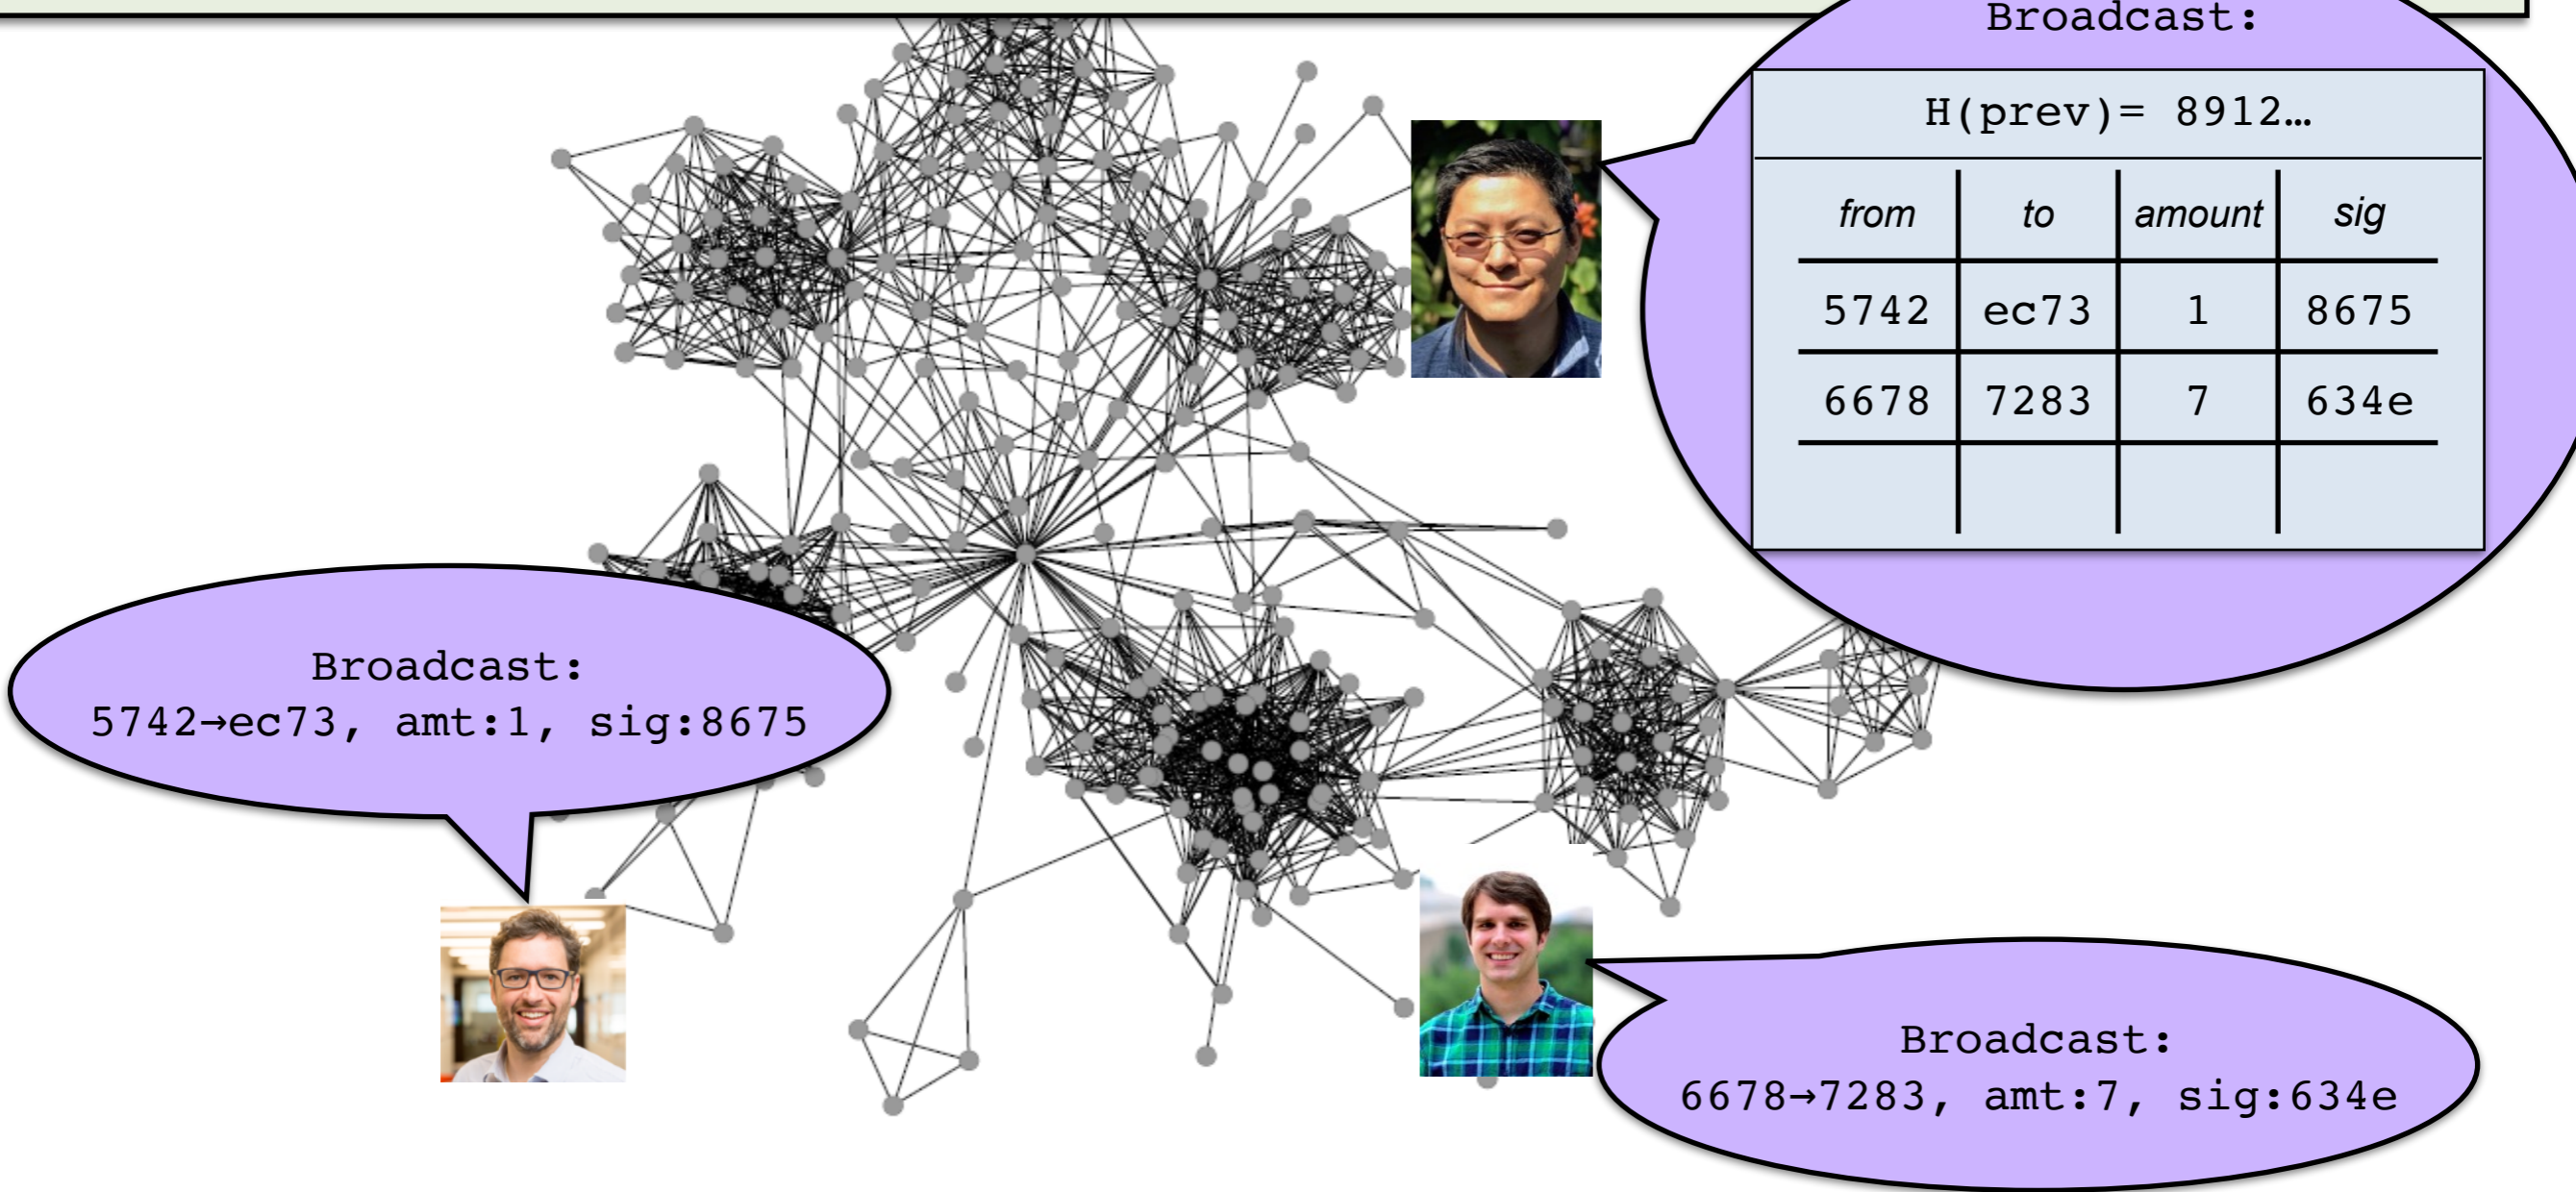 Broadcast:
H(prev)= 8912…
from to amount sig
5742 ec73 1 8675
6678 7283 7 634e
Broadcast:
5742→ec73, amt:1, sig:8675
Broadcast:
6678→7283, amt:7, sig:634e